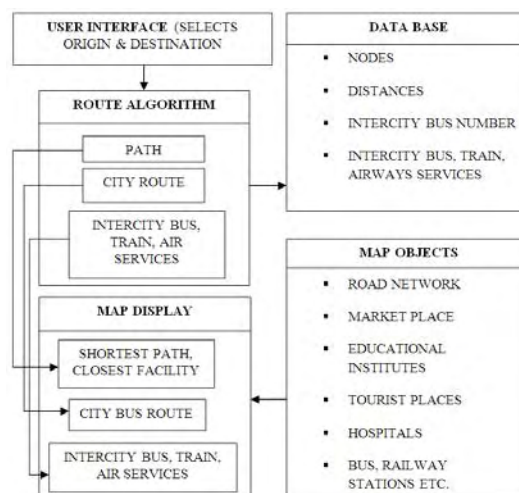 USER INTERFACE (SELECTS
ORIGIN & DESTINATION
ROUTE ALGORITHM
PATH
CITY ROUTE
INTERCITY BUS,
TRAIN, AIR
SERVICES
MAP DISPLAY
SHORTEST PATH,
CLOSEST FACILITY
CITY BUS ROUTE
INTERCITY BUS, TRAIN,
AIR SERVICES
DATA BASE
▪ NODES
▪ DISTANCES
▪ INTERCITY BUS NUMBER
▪ INTERCITY BUS, TRAIN,
AIRWAYS SERVICES
MAP OBJECTS
▪ ROAD NETWORK
▪ MARKET PLACE
▪ EDUCATIONAL
INSTITUTES
▪ TOURIST PLACES
▪ HOSPITALS
▪ BUS, RAILWAY
STATIONS ETC.